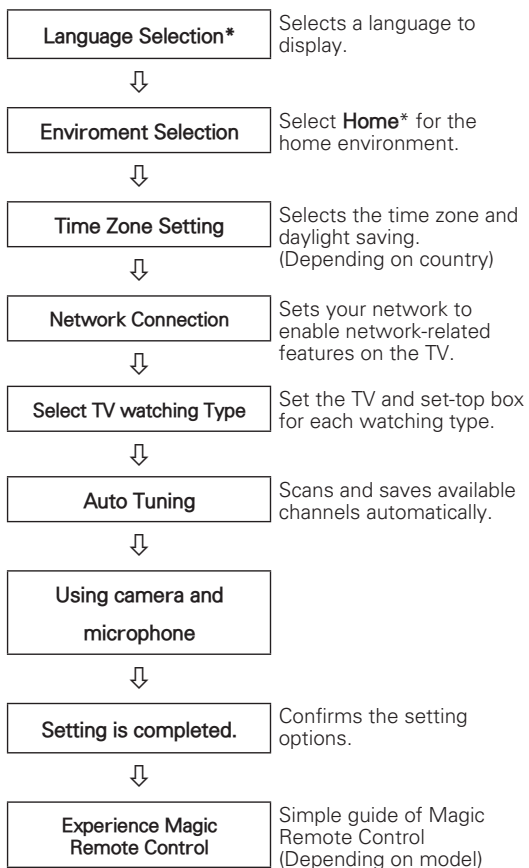 Language Selection*
Selects a language to
display.
Enviroment Selection
Select Home* for the
home environment.
Time Zone Setting
Selects the time zone and
daylight saving.
(Depending on country)
Network Connection
Sets your network to
enable network-related
features on the TV.
Select TV watching Type
Set the TV and set-top box
for each watching type.
Auto Tuning
Scans and saves available
channels automatically.
Using camera and
microphone
Setting is completed.
Confirms the setting
options.
Experience Magic
Remote Control
Simple guide of Magic
Remote Control
(Depending on model)